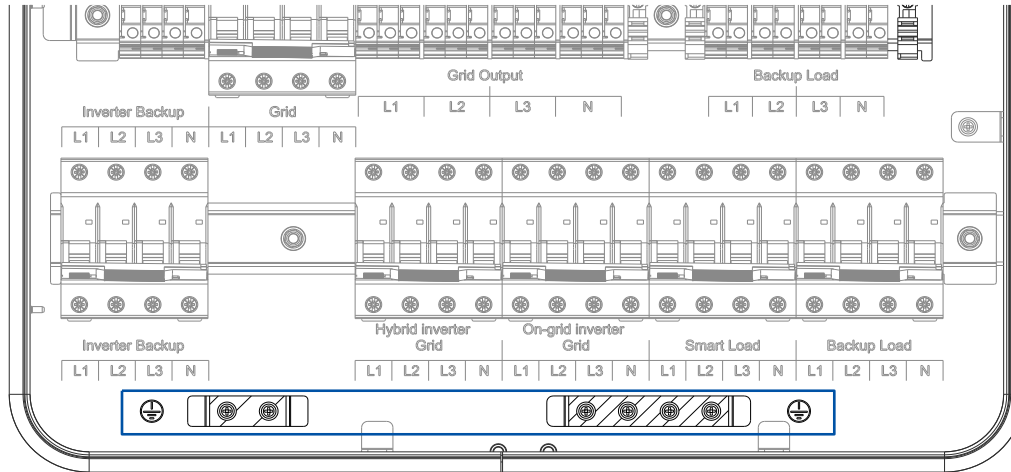 Grid Output
Backup Load
Inverter Backup
Grid
L1 L2 L3 N
L1 L2 L3 N
L1 L2 L3 N
L1 L2 L3 N
Hybrid inverter
Grid
On-grid inverter
Grid
Inverter Backup
Smart Load
Backup Load
L1 L2 L3 N
L1 L2 L3 N
L1 L2 L3 N
L1 L2 L3 N
L1 L2 L3 N